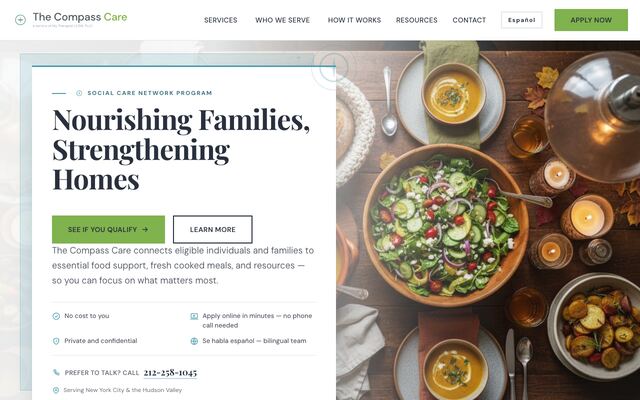 The Compass Care
SERVICES
WHO WE SERVE
HOW IT WORKS
RESOURCES
CONTACT
Español
APPLY NOW
SOCIAL CARE NETWORK PROGRAM
Nourishing Families,
Strengthening
Homes
SEE IF YOU QUALIFY →
LEARN MORE
The Compass Care connects eligible individuals and families to
essential food support, fresh cooked meals, and resources —
so you can focus on what matters most.
No cost to you
Apply online in minutes — no phone
call needed
Private and confidential
Se habla español — bilingual team
PREFER TO TALK? CALL 212-258-1045
Serving New York City & the Hudson Valley